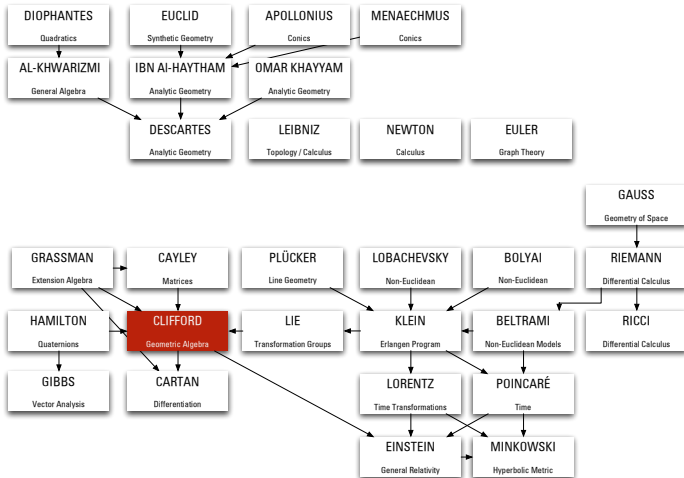 DIOPHANTES
Quadratics
EUCLID
Synthetic Geometry
APOLLONIUS
Conics
MENAECHMUS
Conics
AL-KHWARIZMI
General Algebra
IBN Al-HAYTHAM
Analytic Geometry
OMAR KHAYYAM
Analytic Geometry
DESCARTES
Analytic Geometry
LEIBNIZ
Topology / Calculus
NEWTON
Calculus
EULER
Graph Theory
GAUSS
Geometry of Space
GRASSMAN
Extension Algebra
CAYLEY
Matrices
PLÜCKER
Line Geometry
LOBACHEVSKY
Non-Euclidean
BOLYAI
Non-Euclidean
RIEMANN
Differential Calculus
HAMILTON
Quaternions
CLIFFORD
Geometric Algebra
LIE
Transformation Groups
KLEIN
Erlangen Program
BELTRAMI
Non-Euclidean Models
RICCI
Differential Calculus
GIBBS
Vector Analysis
CARTAN
Differentiation
LORENTZ
Time Transformations
POINCARÉ
Time
EINSTEIN
General Relativity
MINKOWSKI
Hyperbolic Metric